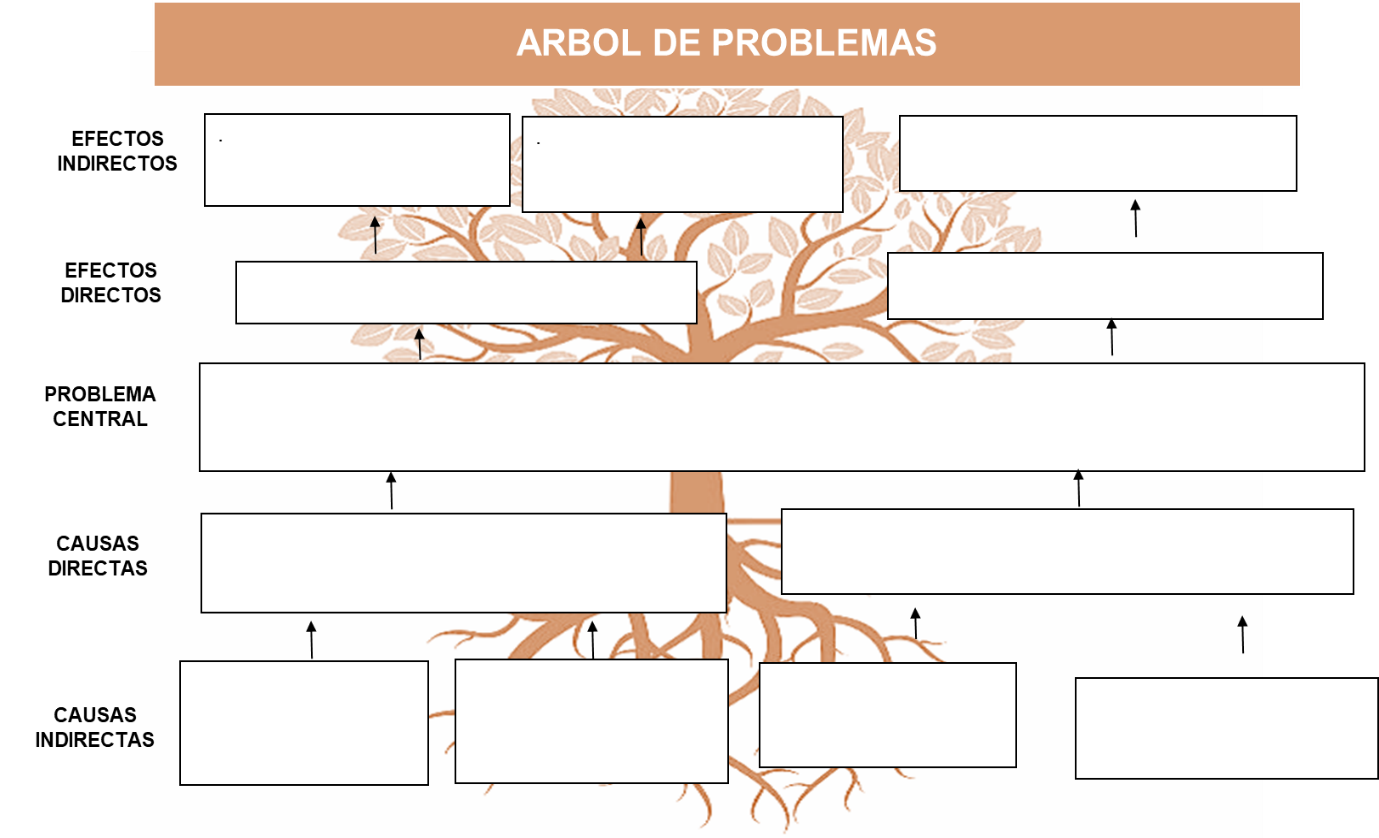 ARBOL DE PROBLEMAS
EFECTOS
INDIRECTOS
.
.
EFECTOS
DIRECTOS
PROBLEMA
CENTRAL
CAUSAS
DIRECTAS
CAUSAS
INDIRECTAS